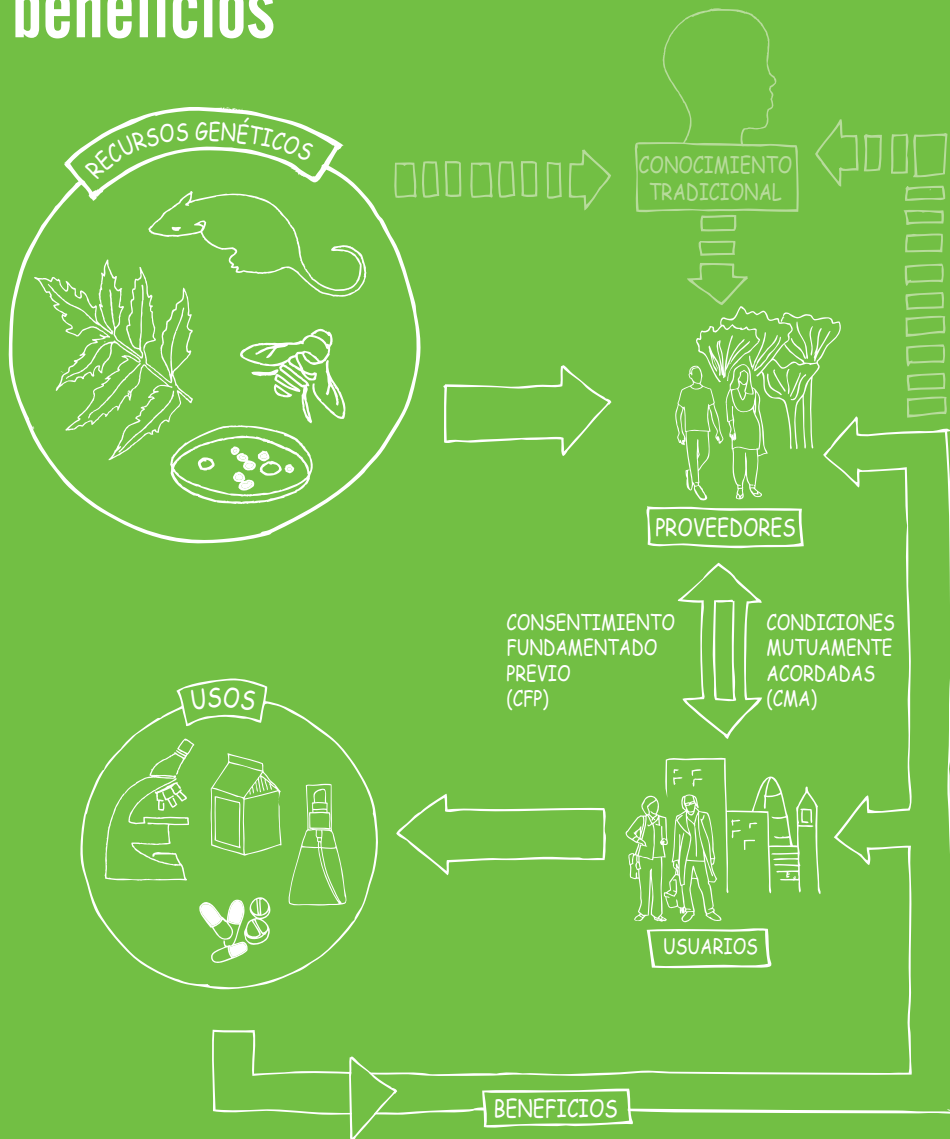 beneficios
RECURSOS GENÉTICOS
CONOCIMIENTO
TRADICIONAL
PROVEEDORES
CONSENTIMIENTO
FUNDAMENTADO
PREVIO
(CFP)
CONDICIONES
MUTUAMENTE
ACORDADAS
(CMA)
USOS
USUARIOS
BENEFICIOS